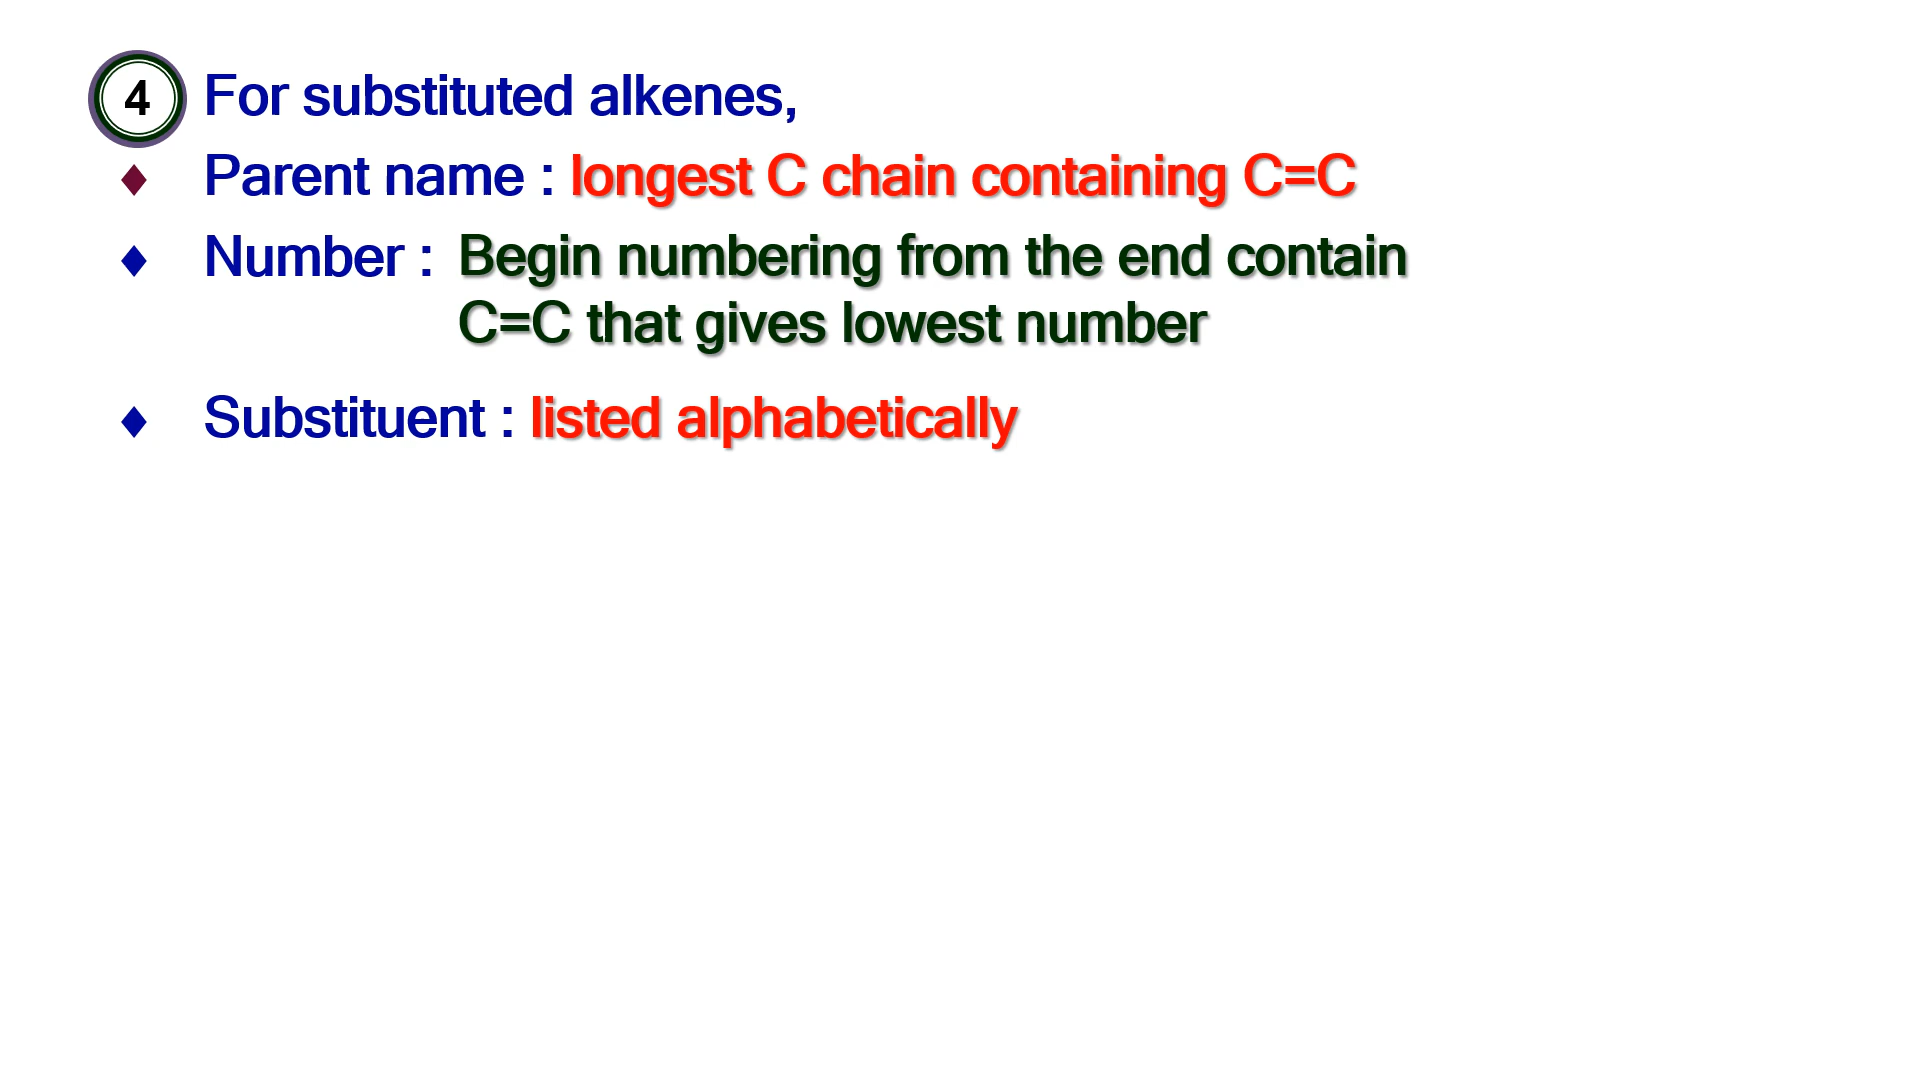 4 For substituted alkenes,
♦ Parent name : longest C chain containing C=C
♦ Number : Begin numbering from the end contain
C=C that gives lowest number
♦ Substituent : listed alphabetically